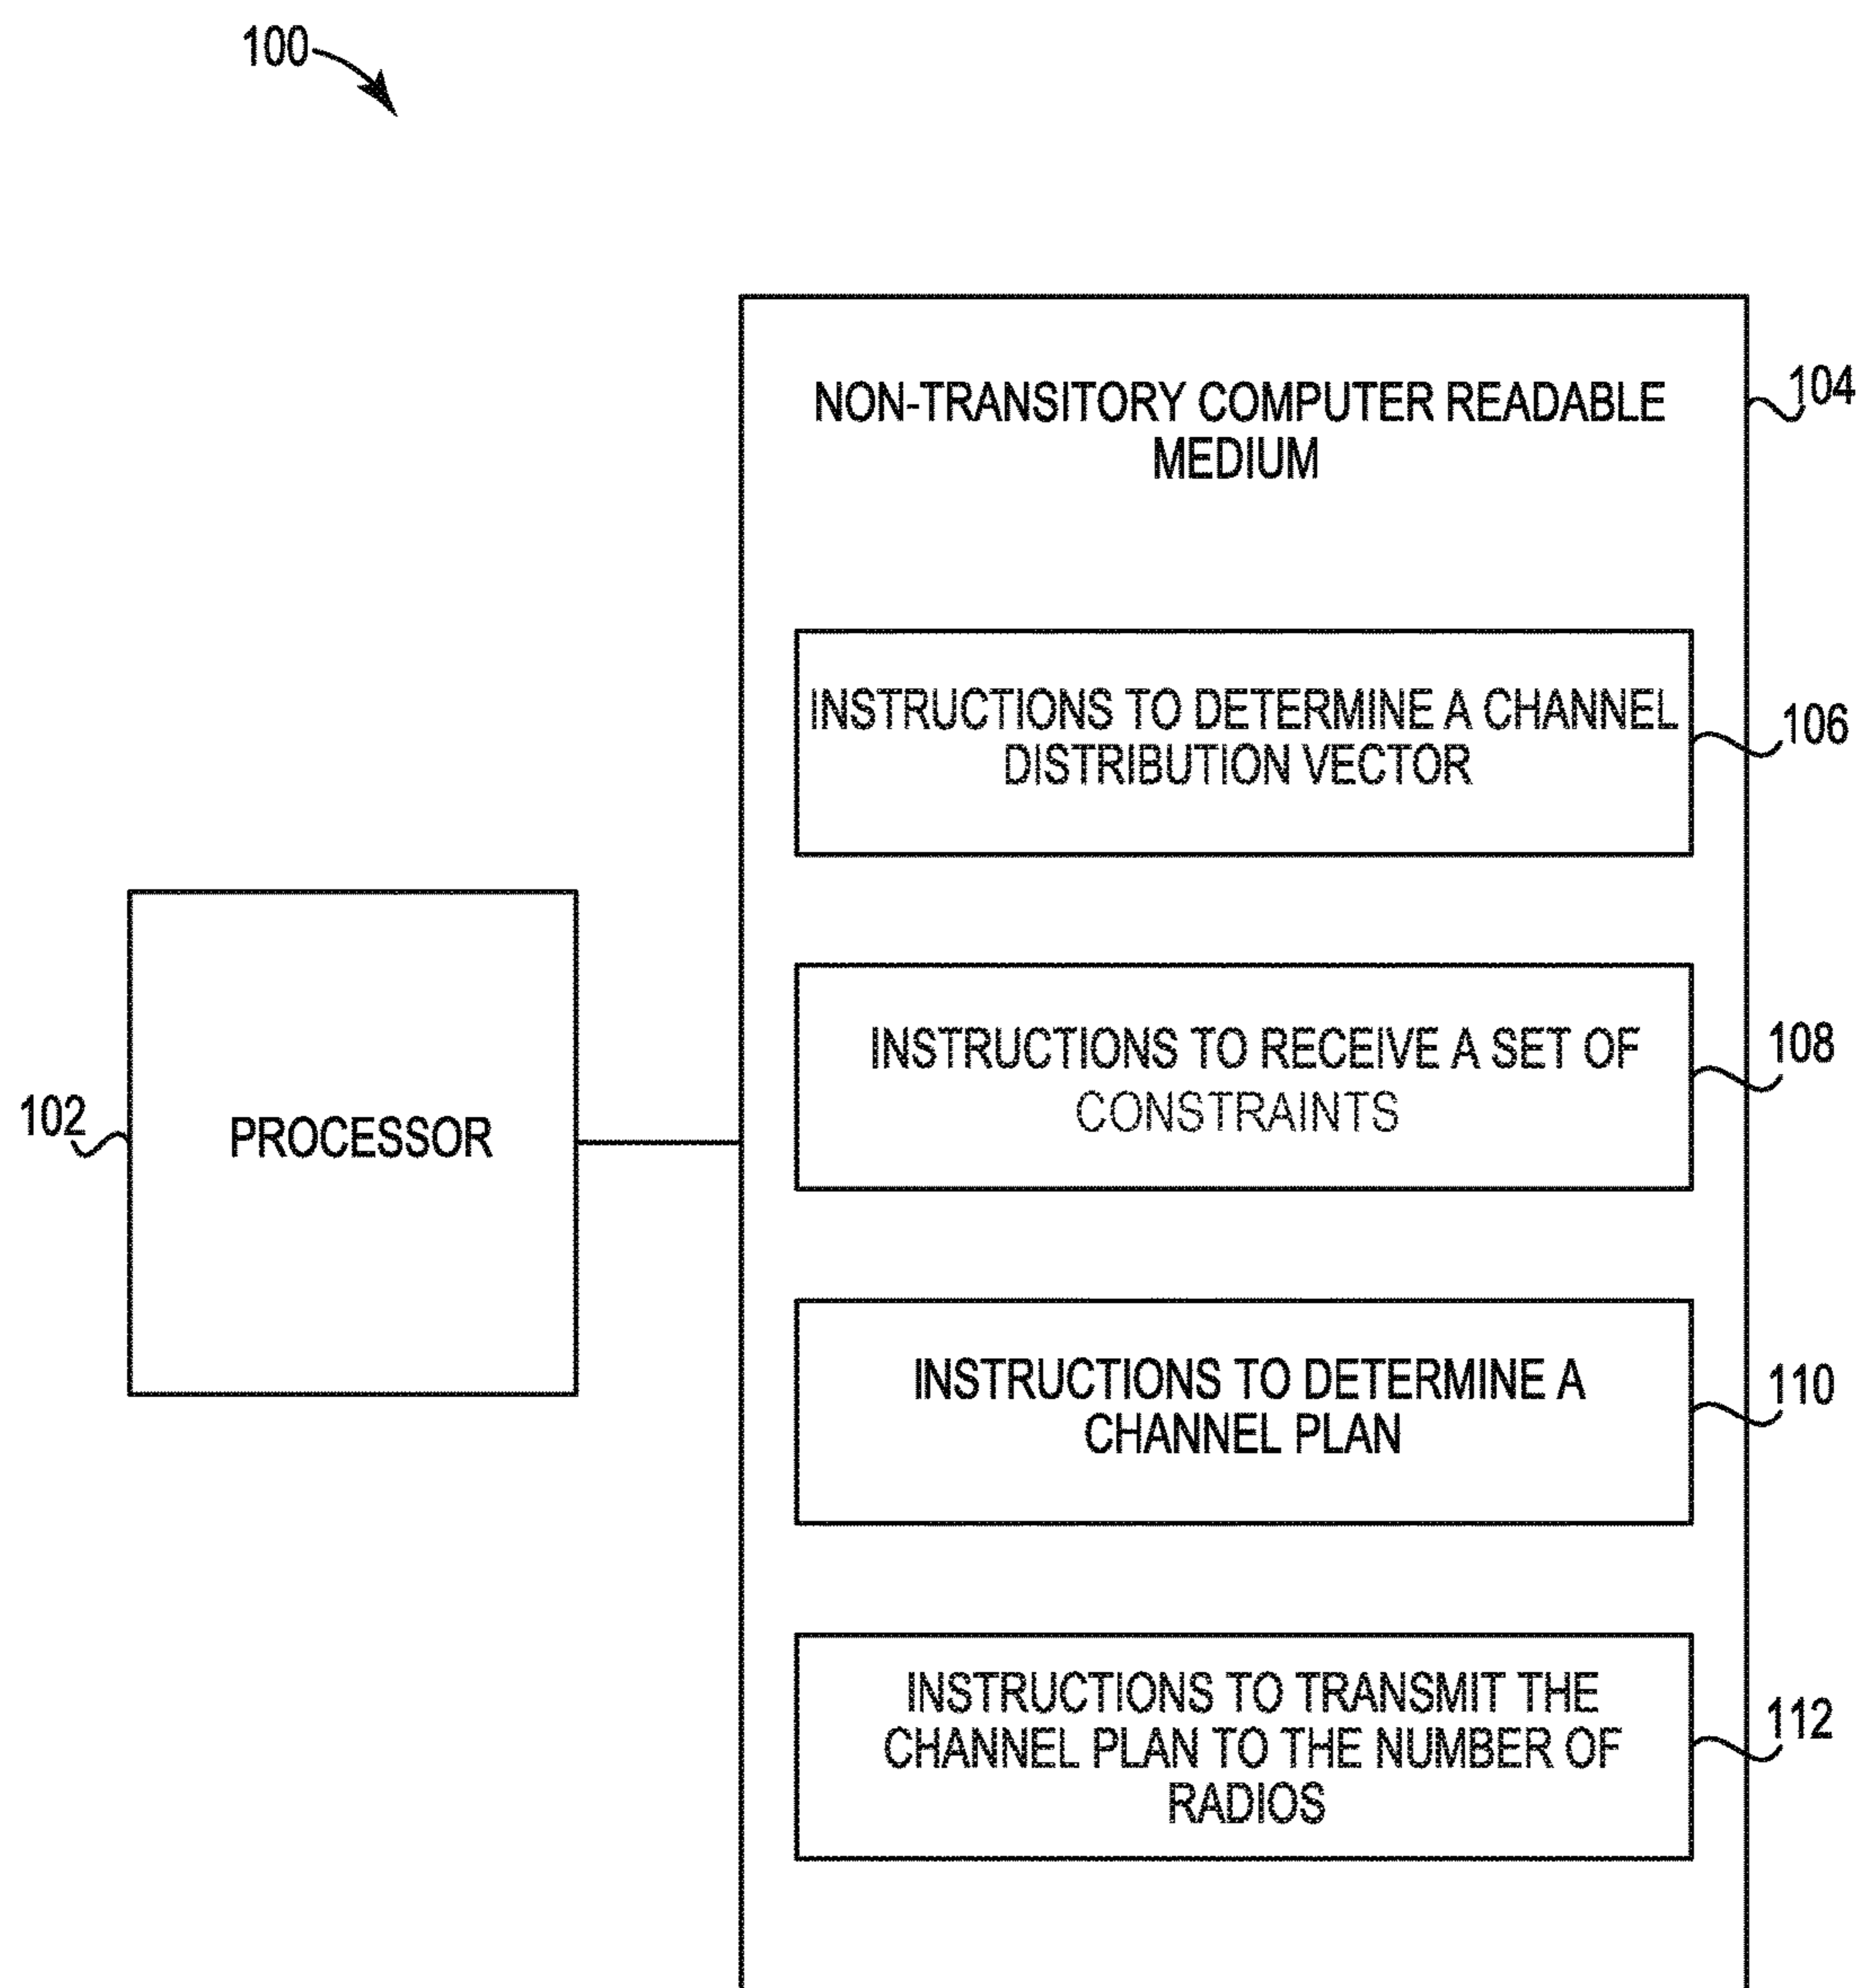 100
NON-TRANSITORY COMPUTER READABLE
MEDIUM
104
INSTRUCTIONS TO DETERMINE A CHANNEL
DISTRIBUTION VECTOR
106
INSTRUCTIONS TO RECEIVE A SET OF
CONSTRAINTS
108
102
PROCESSOR
INSTRUCTIONS TO DETERMINE A
CHANNEL PLAN
110
INSTRUCTIONS TO TRANSMIT THE
CHANNEL PLAN TO THE NUMBER OF
RADIOS
112